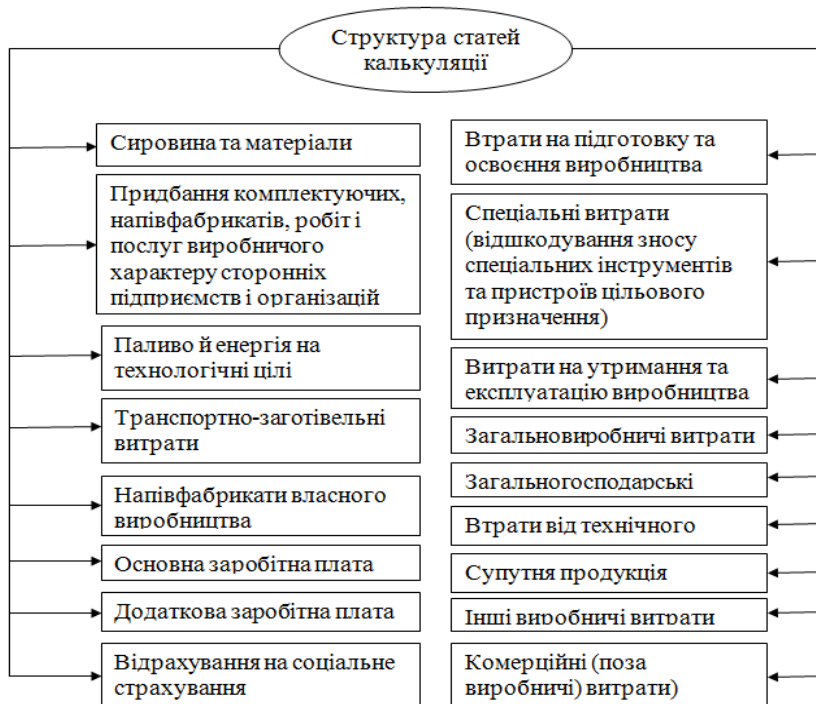 Структура статей
калькуляції
Сировина та матеріали
Придбання комплектуючих,
напівфабрикатів, робіт і
послуг виробничого
характеру сторонніх
підприємств і організацій
Паливо й енергія на
технологічні цілі
Транспортно-заготівельні
витрати
Напівфабрикати власного
виробництва
Основна заробітна плата
Додаткова заробітна плата
Відрахування на соціальне
страхування
Втрати на підготовку та
освоєння виробництва
Спеціальні витрати
(відшкодування зносу
спеціальних інструментів
та пристроїв цільового
призначення)
Витрати на утримання та
експлуатацію виробництва
Загальновиробничі витрати
Загальногосподарські
Втрати від технічного
Супутня продукція
Інші виробничі витрати
Комерційні (поза
виробничі) витрати)